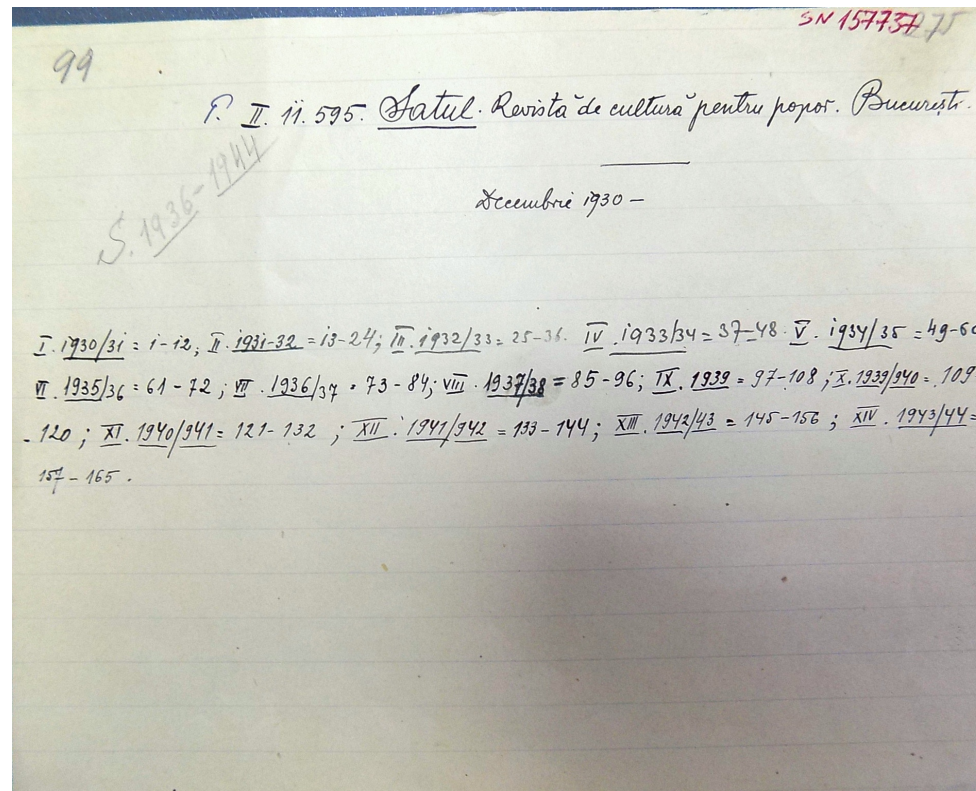 SN 157737
275
99
P. II. 11.595. Satul. Revistă de cultură pentru popor. București.
S. 1936-1944
Decembrie 1930 –
I. 1930/31 = 1-12; II. 1931-32 = 13-24; III. 1932/33 = 25-36. IV. 1933/34 = 37-48. V. 1934/35 = 49-60
VI. 1935/36 = 61-72; VII. 1936/37 = 73-84; VIII. 1937/38 = 85-96; IX. 1939 = 97-108; X. 1939/940 = 109
-120; XI. 1940/941 = 121-132; XII. 1941/942 = 133-144; XIII. 1942/43 = 145-156; XIV. 1943/44 =
157-165.